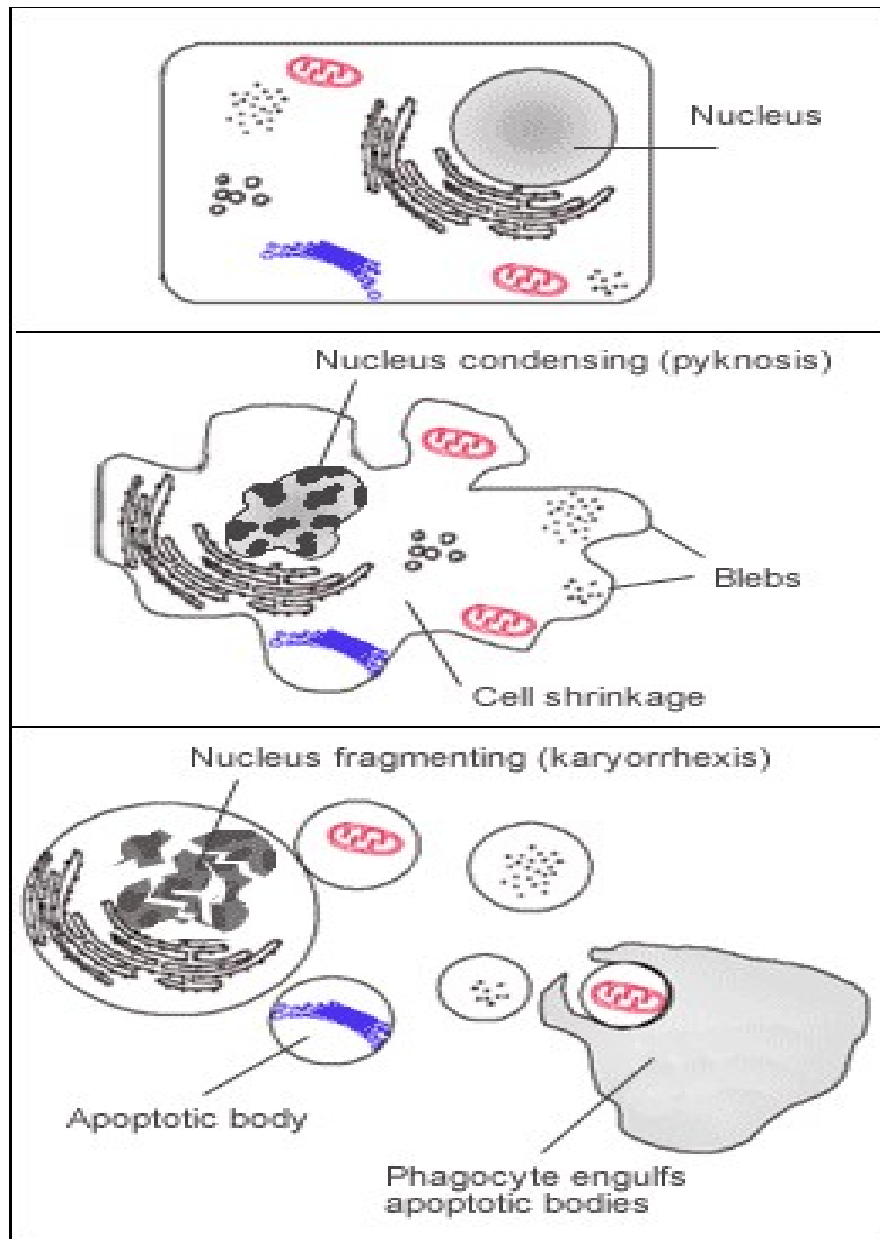 Nucleus
Nucleus condensing (pyknosis)
Blebs
Cell shrinkage
Nucleus fragmenting (karyorrhexis)
Apoptotic body
Phagocyte engulfs
apoptotic bodies